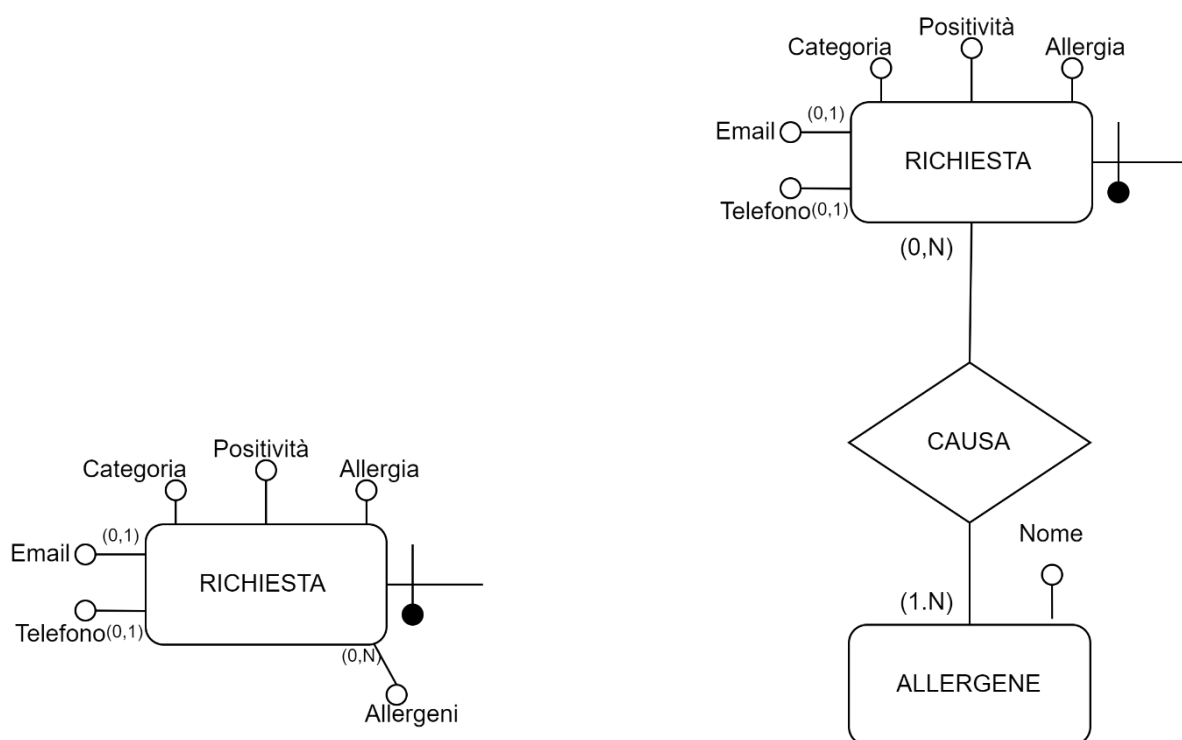 Positività
Categoria
Allergia
Email
(0,1)
RICHIESTA
Telefono(0,1)
(0,N)
CAUSA
Nome
(1.N)
ALLERGENE
Positività
Categoria
Allergia
Email
(0,1)
RICHIESTA
Telefono(0,1)
(0,N)
Allergeni